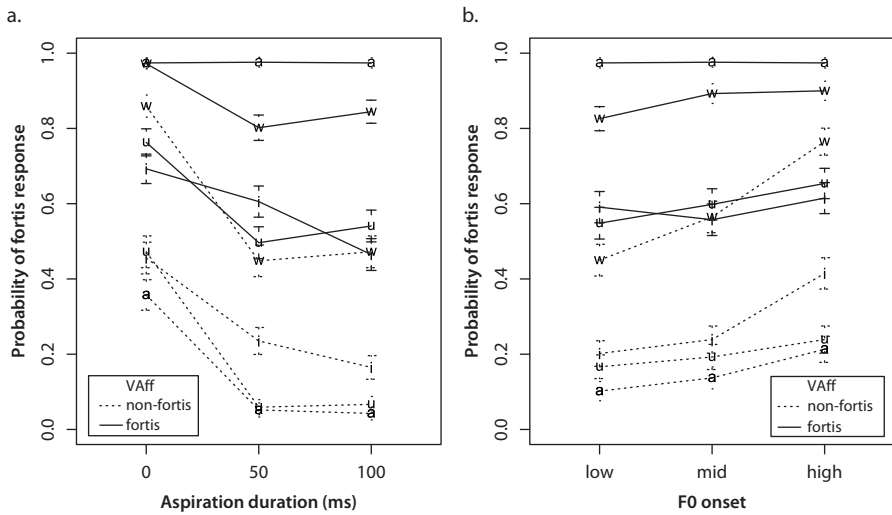 a.
Probability of fortis response
1.0
0.8
0.6
0.4
0.2
0.0
a a a
w w w
u u u
i i i
w w w
i i i
u u u
a a a
VAff
non-fortis
fortis
0 50 100
Aspiration duration (ms)
b.
Probability of fortis response
1.0
0.8
0.6
0.4
0.2
0.0
a a a
w w w
i i i
u u u
w w w
i i i
u u u
a a a
VAff
non-fortis
fortis
low mid high
F0 onset